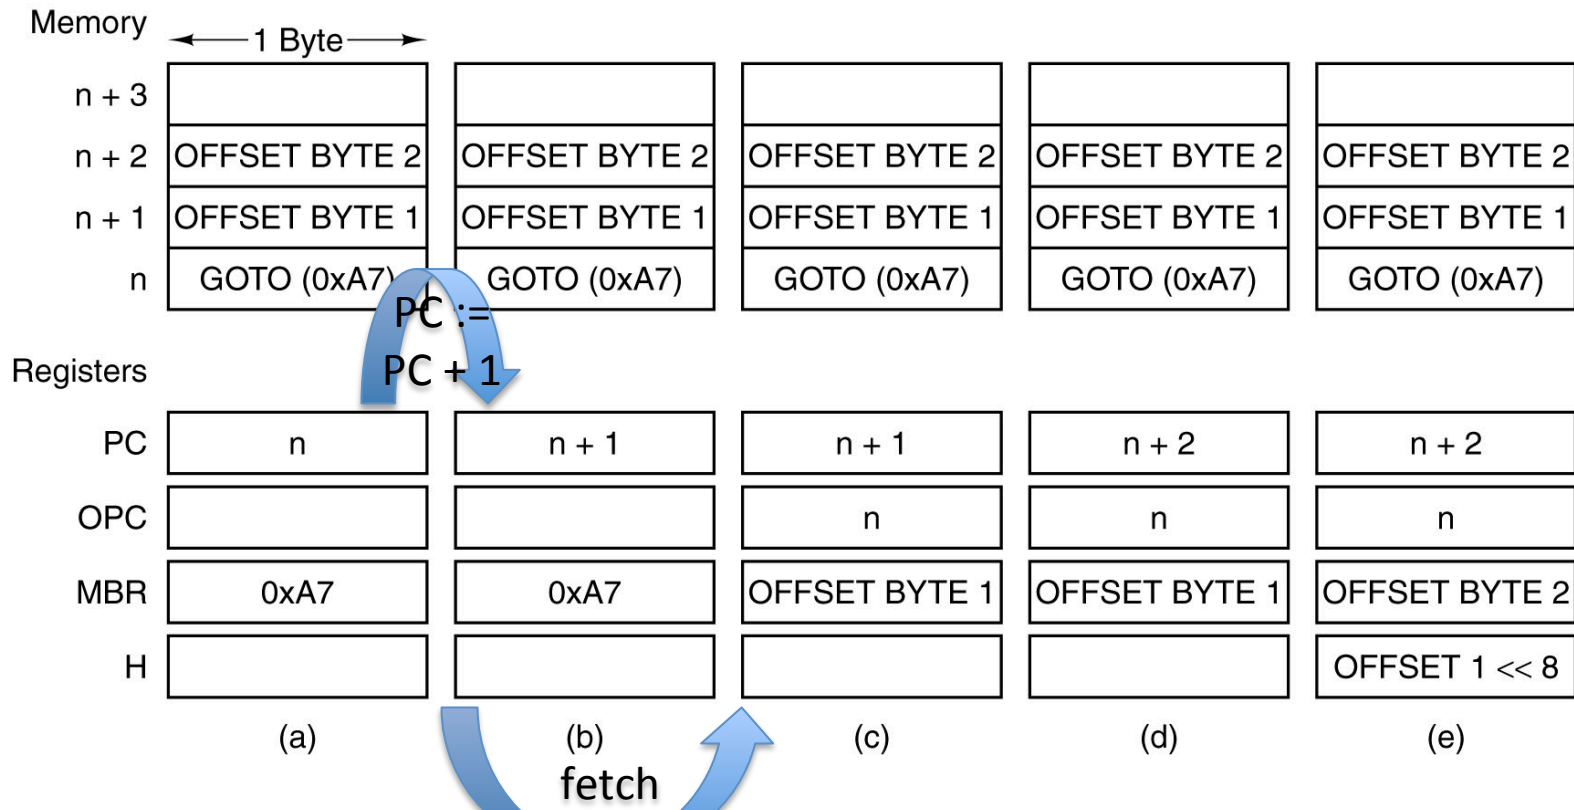 Memory
1 Byte
n + 3
n + 2 OFFSET BYTE 2 OFFSET BYTE 2 OFFSET BYTE 2 OFFSET BYTE 2 OFFSET BYTE 2
n + 1 OFFSET BYTE 1 OFFSET BYTE 1 OFFSET BYTE 1 OFFSET BYTE 1 OFFSET BYTE 1
n GOTO (0xA7) GOTO (0xA7) GOTO (0xA7) GOTO (0xA7) GOTO (0xA7)
PC :=
PC + 1
Registers
PC n n + 1 n + 1 n + 2 n + 2
OPC n n n
MBR 0xA7 0xA7 OFFSET BYTE 1 OFFSET BYTE 1 OFFSET BYTE 2
H OFFSET 1 << 8
(a) (b) (c) (d) (e)
fetch